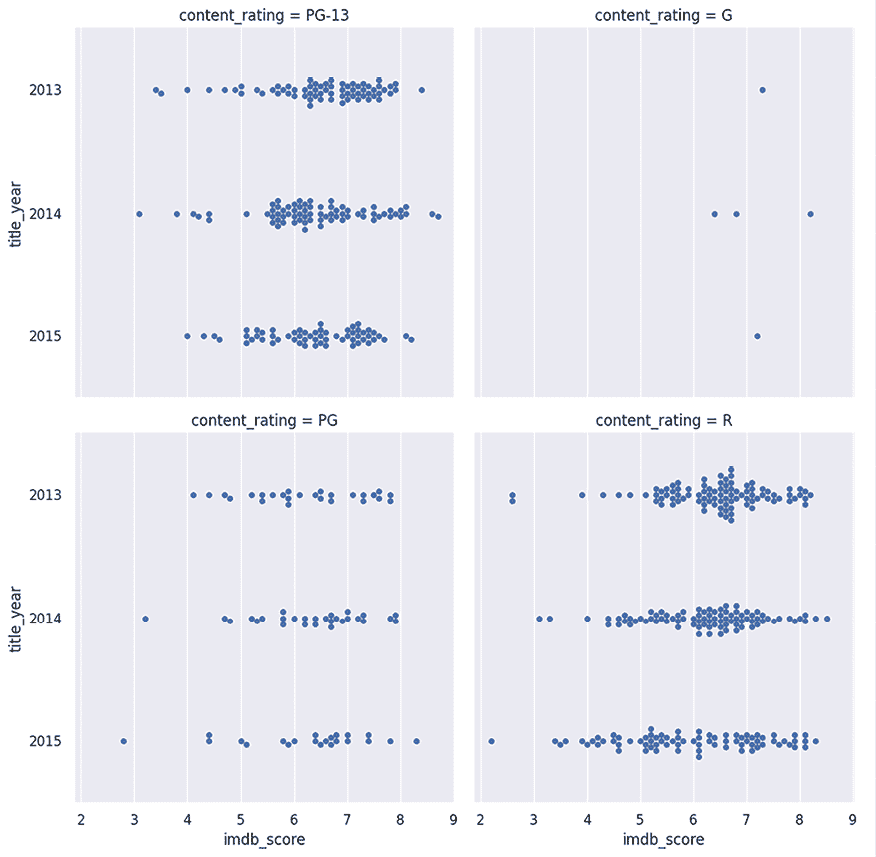 content_rating = PG-13
content_rating = G
title_year
2013
2014
2015
content_rating = PG
content_rating = R
title_year
2013
2014
2015
2 3 4 5 6 7 8 9
2 3 4 5 6 7 8 9
imdb_score
imdb_score